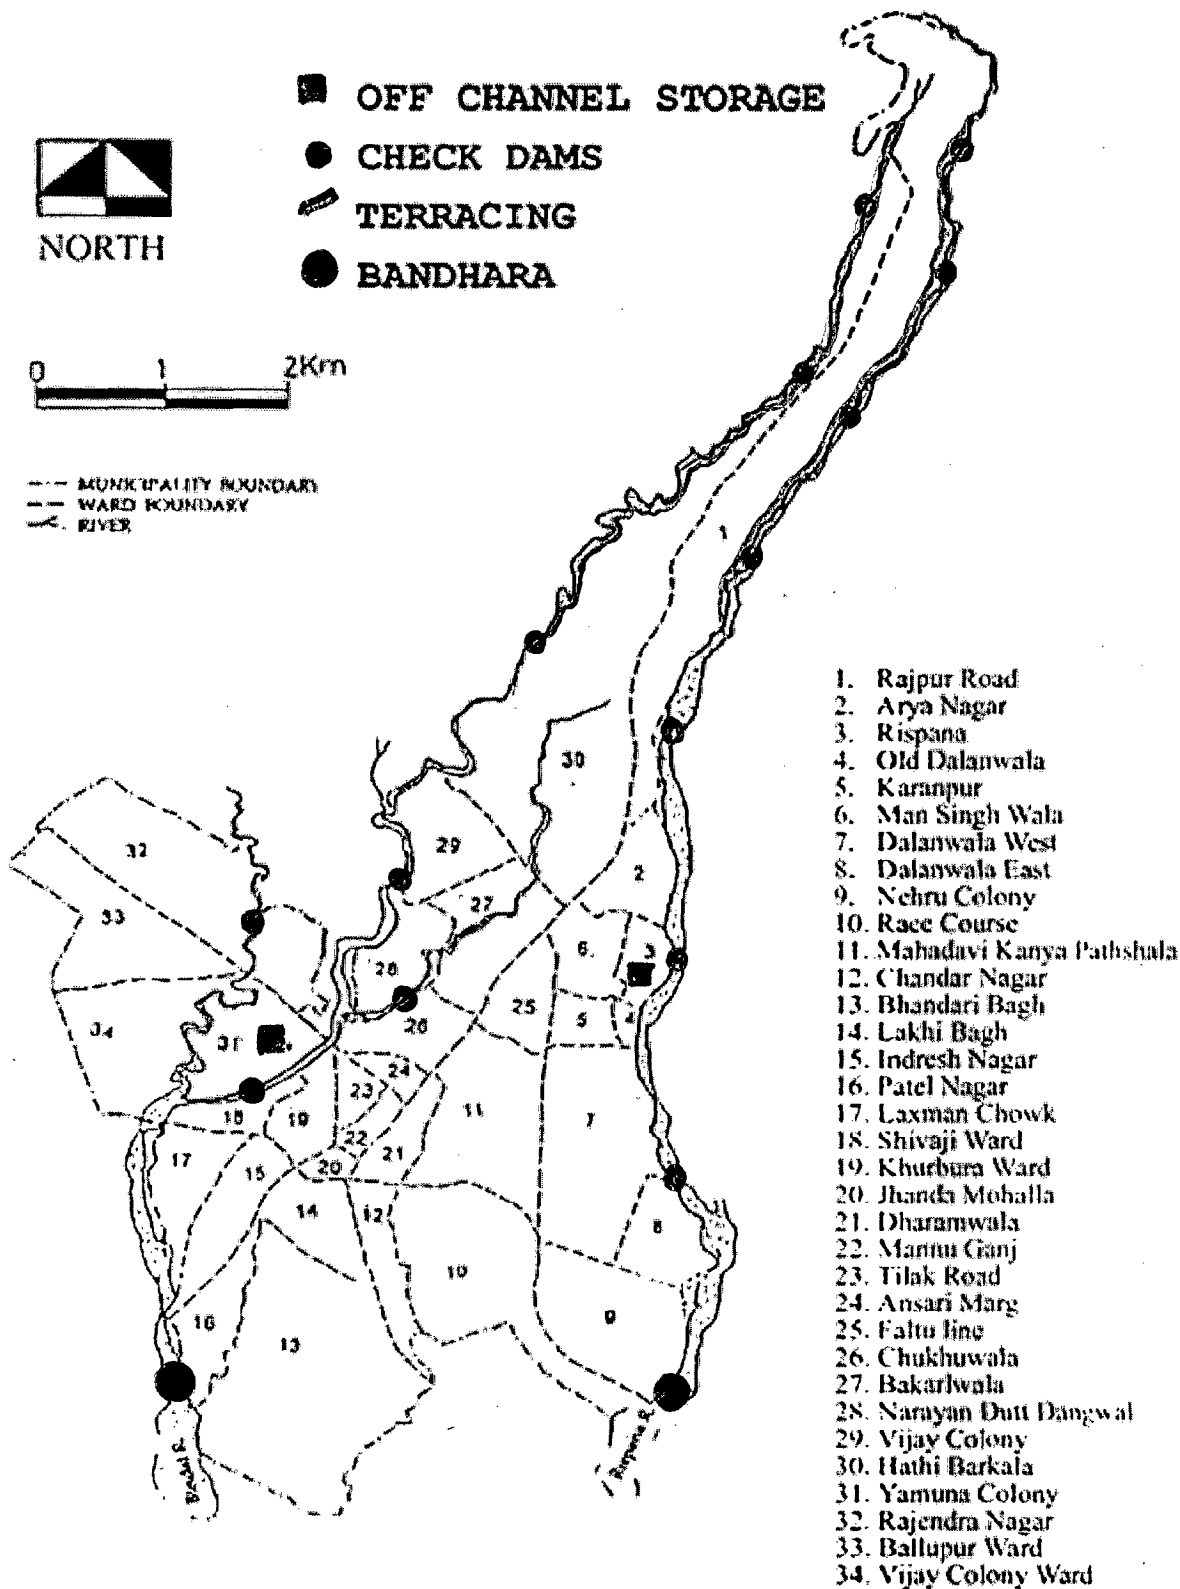 OFF CHANNEL STORAGE
CHECK DAMS
TERRACING
BANDHARA
NORTH
0 1 2Km
MUNICIPALITY BOUNDARY
WARD BOUNDARY
RIVER
1
30
32
29
2
33
27
6
3
28
34
31
25
26
5
24
23
11
7
18
19
22
21
17
15
20
14
12
8
10
9
16
13
Bindal R.
Rispana R.
1. Rajpur Road
2. Arya Nagar
3. Rispana
4. Old Dalanwala
5. Karanpur
6. Man Singh Wala
7. Dalanwala West
8. Dalanwala East
9. Nehru Colony
10. Race Course
11. Mahadavi Kanya Pathshala
12. Chandar Nagar
13. Bhandari Bagh
14. Lakhi Bagh
15. Indresh Nagar
16. Patel Nagar
17. Laxman Chowk
18. Shivaji Ward
19. Khurbura Ward
20. Jhanda Mohalla
21. Dharamwala
22. Mannu Ganj
23. Tilak Road
24. Ansari Marg
25. Faltu line
26. Chukhuwala
27. Bakarlwala
28. Narayan Dutt Dangwal
29. Vijay Colony
30. Hathi Barkala
31. Yamuna Colony
32. Rajendra Nagar
33. Ballupur Ward
34. Vijay Colony Ward